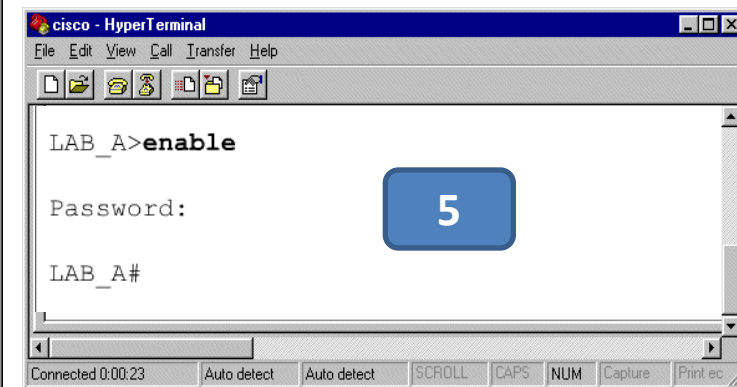 cisco - HyperTerminal
File Edit View Call Transfer Help
LAB_A>enable
Password:
5
LAB_A#
Connected 0:00:23 Auto detect Auto detect SCROLL CAPS NUM Capture Print ec